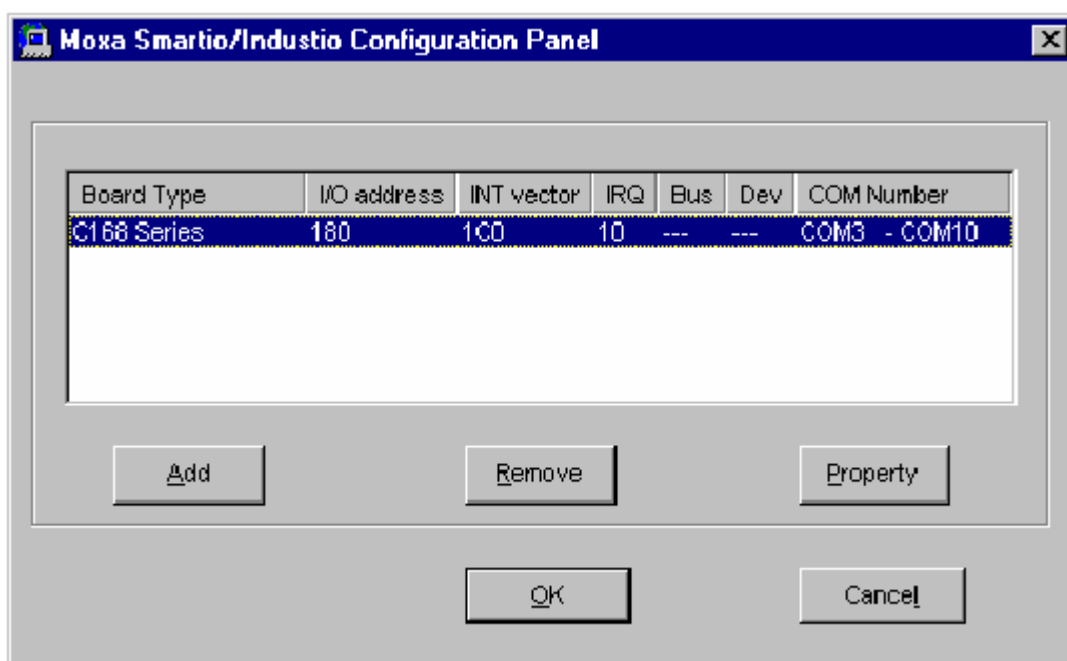 Moxa Smartio/Industio Configuration Panel
Board Type I/O address INT vector IRQ Bus Dev COM Number
C168 Series 180 1C0 10 --- --- COM3 - COM10
Add Remove Property
OK Cancel